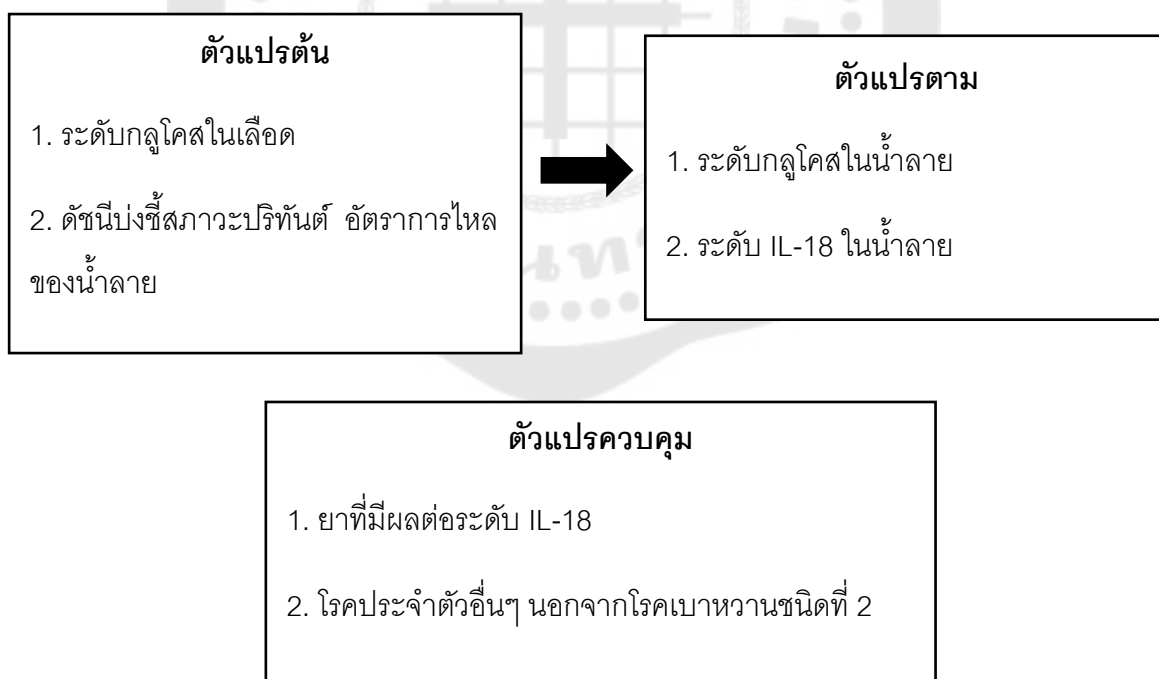 ตัวแปรต้น
1. ระดับกลูโคสในเลือด
2. ดัชนีบ่งชี้สภาวะปริทันต์ อัตราการไหล
ของน้ำลาย
ตัวแปรตาม
1. ระดับกลูโคสในน้ำลาย
2. ระดับ IL-18 ในน้ำลาย
ตัวแปรควบคุม
1. ยาที่มีผลต่อระดับ IL-18
2. โรคประจำตัวอื่นๆ นอกจากโรคเบาหวานชนิดที่ 2